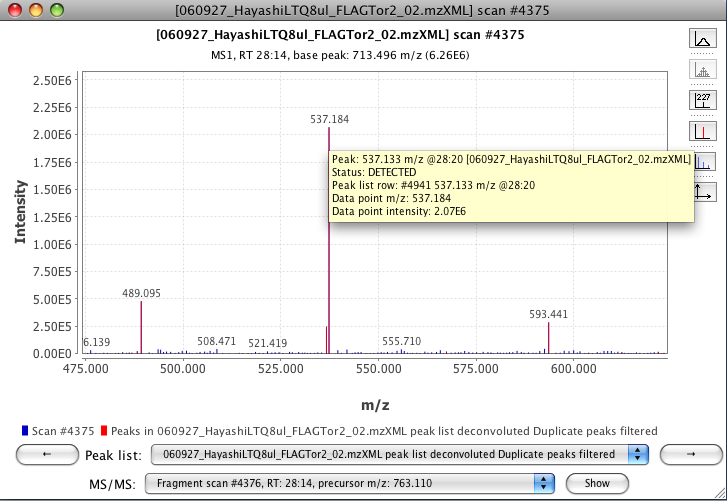 [060927_HayashiLTQ8ul_FLAGTor2_02.mzXML] scan #4375
[060927_HayashiLTQ8ul_FLAGTor2_02.mzXML] scan #4375
MS1, RT 28:14, base peak: 713.496 m/z (6.26E6)
227
2.50E6
2.25E6
2.00E6
1.75E6
1.50E6
1.25E6
1.00E6
7.50E5
5.00E5
2.50E5
0.00E0
Intensity
537.184
Peak: 537.133 m/z @28:20 [060927_HayashiLTQ8ul_FLAGTor2_02.mzXML]
Status: DETECTED
Peak list row: #4941 537.133 m/z @28:20
Data point m/z: 537.184
Data point intensity: 2.07E6
489.095
593.441
6.139
508.471
521.419
555.710
475.000 500.000 525.000 550.000 575.000 600.000
m/z
Scan #4375 Peaks in 060927_HayashiLTQ8ul_FLAGTor2_02.mzXML peak list deconvoluted Duplicate peaks filtered
← Peak list: 060927_HayashiLTQ8ul_FLAGTor2_02.mzXML peak list deconvoluted Duplicate peaks filtered →
MS/MS: Fragment scan #4376, RT: 28:14, precursor m/z: 763.110 Show